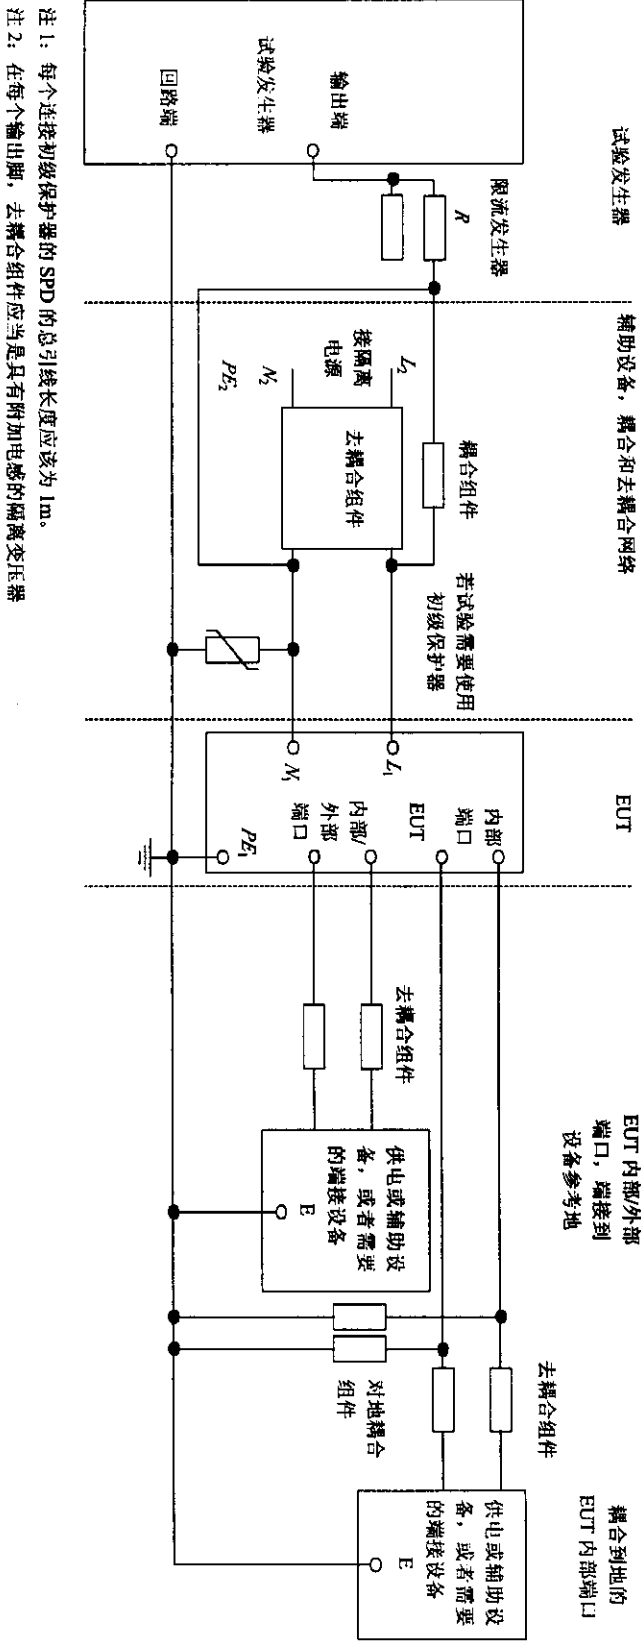 试验发生器
辅助设备，耦合和去耦合网络
EUT
EUT 内部/外部
端口，端接到
设备参考地
耦合到地的
EUT 内部端口
输出端
试验发生器
回路端
限流发生器
R
耦合组件
L₂
接隔离
电源
N₂
PE₂
去耦合组件
若试验需要使用
初级保护器
L₁
N₁
内部
端口
EUT
内部/
外部
端口
PE₁
去耦合组件
供电或辅助设
备，或者需要
的端接设备
E
对地耦合
组件
去耦合组件
供电或辅助设
备，或者需要
的端接设备
E
注 1：每个连接初级保护器的 SPD 的总引线长度应该为 1m。
注 2：在每个输出脚，去耦合组件应当是具有附加电感的隔离变压器